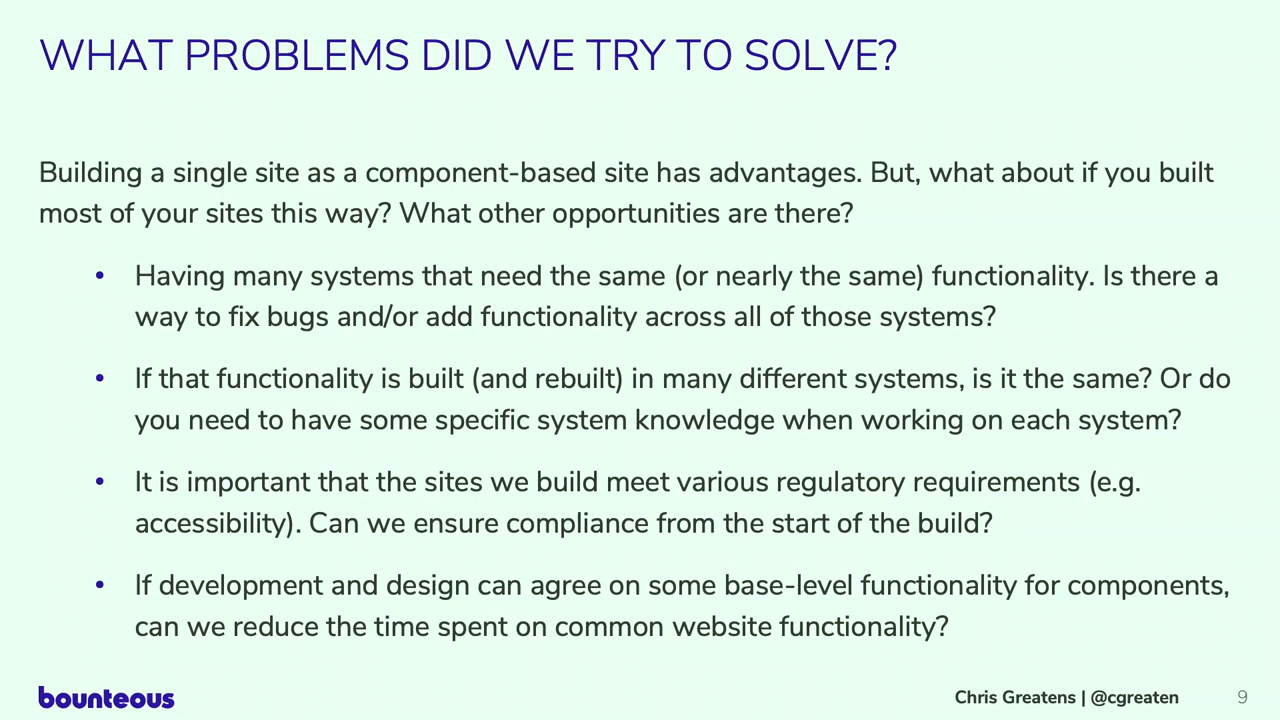 WHAT PROBLEMS DID WE TRY TO SOLVE?
Building a single site as a component-based site has advantages. But, what about if you built
most of your sites this way? What other opportunities are there?
• Having many systems that need the same (or nearly the same) functionality. Is there a
way to fix bugs and/or add functionality across all of those systems?
• If that functionality is built (and rebuilt) in many different systems, is it the same? Or do
you need to have some specific system knowledge when working on each system?
• It is important that the sites we build meet various regulatory requirements (e.g.
accessibility). Can we ensure compliance from the start of the build?
• If development and design can agree on some base-level functionality for components,
can we reduce the time spent on common website functionality?
bounteous
Chris Greatens | @cgreaten
9